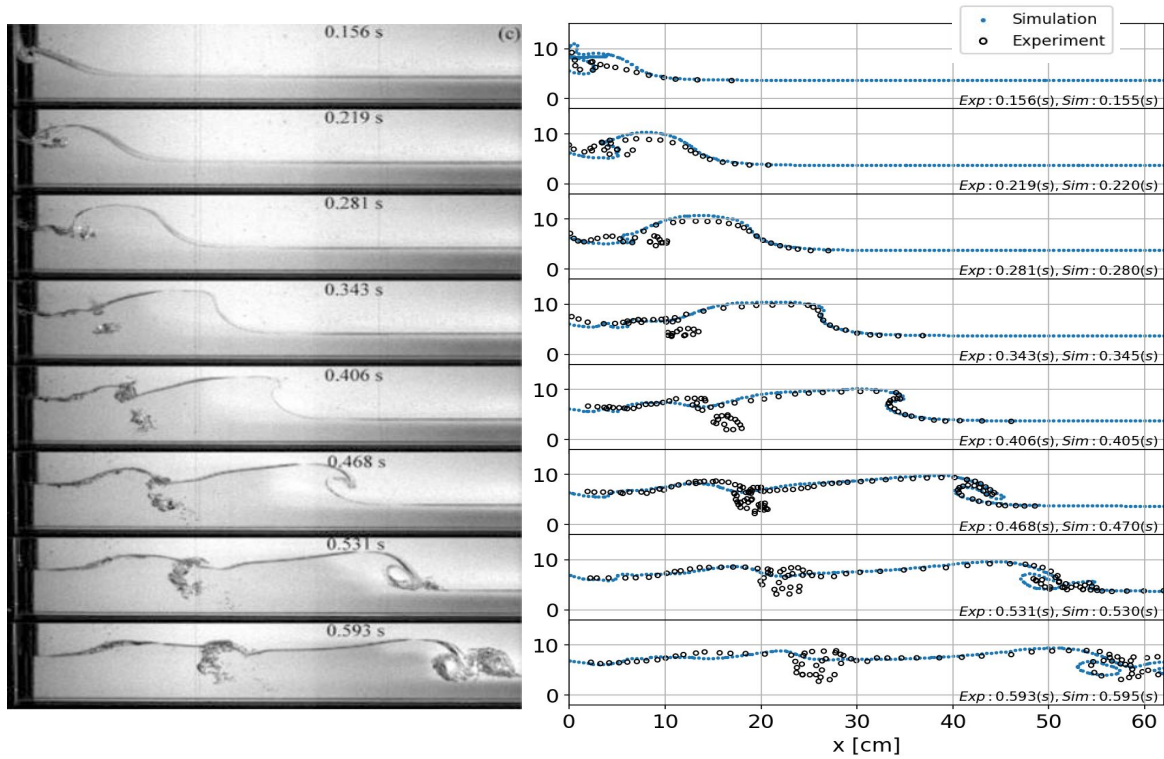 0.156 s
(c)
0.219 s
0.281 s
0.343 s
0.406 s
0.468 s
0.531 s
0.593 s
Simulation
Experiment
10
0
Exp : 0.156(s), Sim : 0.155(s)
10
0
Exp : 0.219(s), Sim : 0.220(s)
10
0
Exp : 0.281(s), Sim : 0.280(s)
10
0
Exp : 0.343(s), Sim : 0.345(s)
10
0
Exp : 0.406(s), Sim : 0.405(s)
10
0
Exp : 0.468(s), Sim : 0.470(s)
10
0
Exp : 0.531(s), Sim : 0.530(s)
10
0
Exp : 0.593(s), Sim : 0.595(s)
0 10 20 30 40 50 60
x [cm]